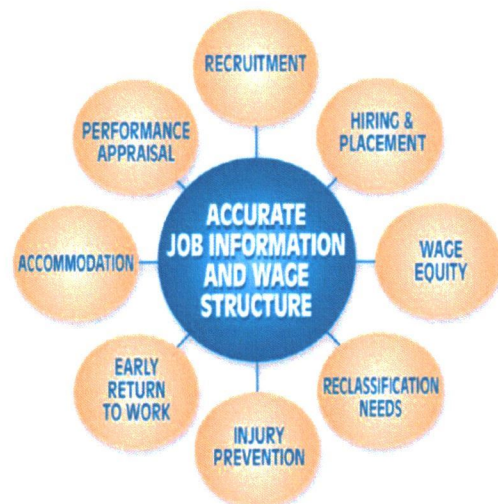 RECRUITMENT
HIRING &
PLACEMENT
WAGE
EQUITY
RECLASSIFICATION
NEEDS
INJURY
PREVENTION
EARLY
RETURN
TO WORK
ACCOMMODATION
PERFORMANCE
APPRAISAL
ACCURATE
JOB INFORMATION
AND WAGE
STRUCTURE